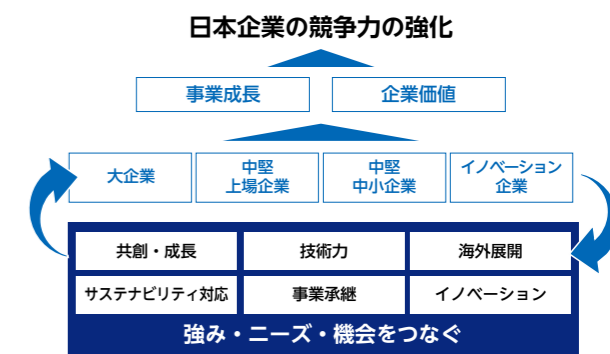 日本企業の競争力の強化
事業成長
企業価値
大企業
中堅
上場企業
中堅
中小企業
イノベーション
企業
共創・成長
技術力
海外展開
サステナビリティ対応
事業承継
イノベーション
強み・ニーズ・機会をつなぐ